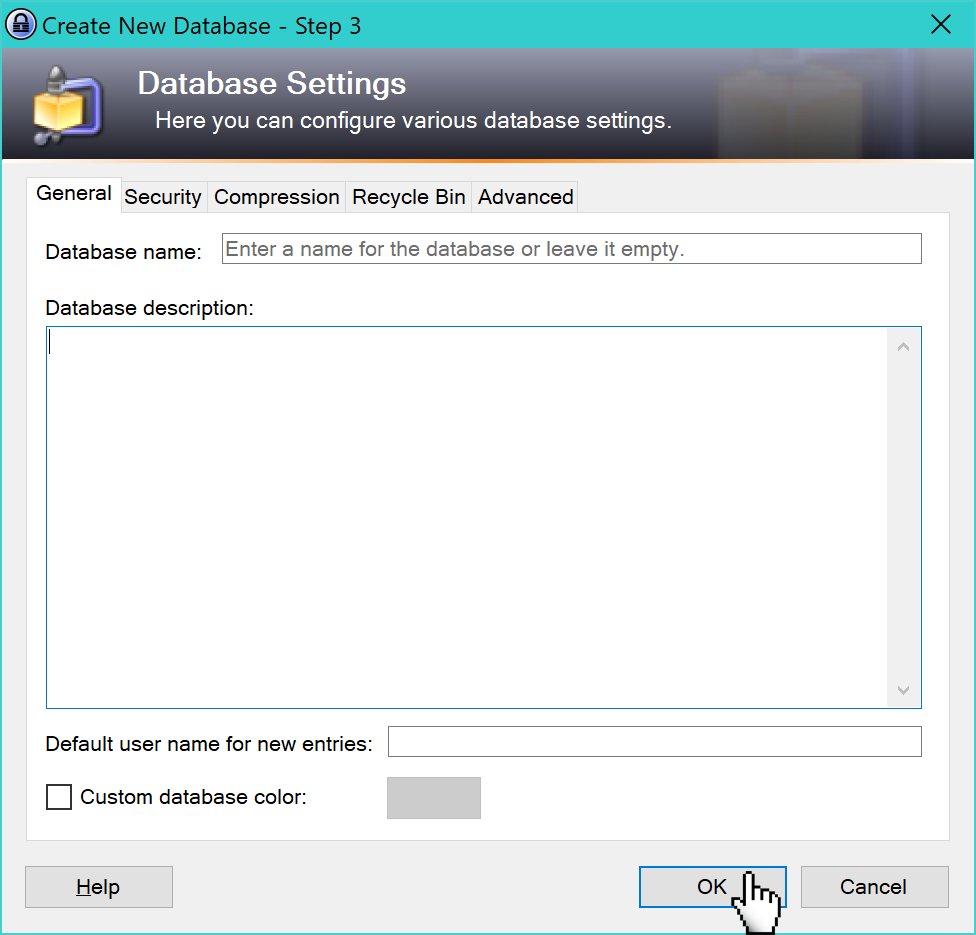 Create New Database - Step 3
Database Settings
Here you can configure various database settings.
General Security Compression Recycle Bin Advanced
Database name: Enter a name for the database or leave it empty.
Database description:
Default user name for new entries:
Custom database color:
Help OK Cancel